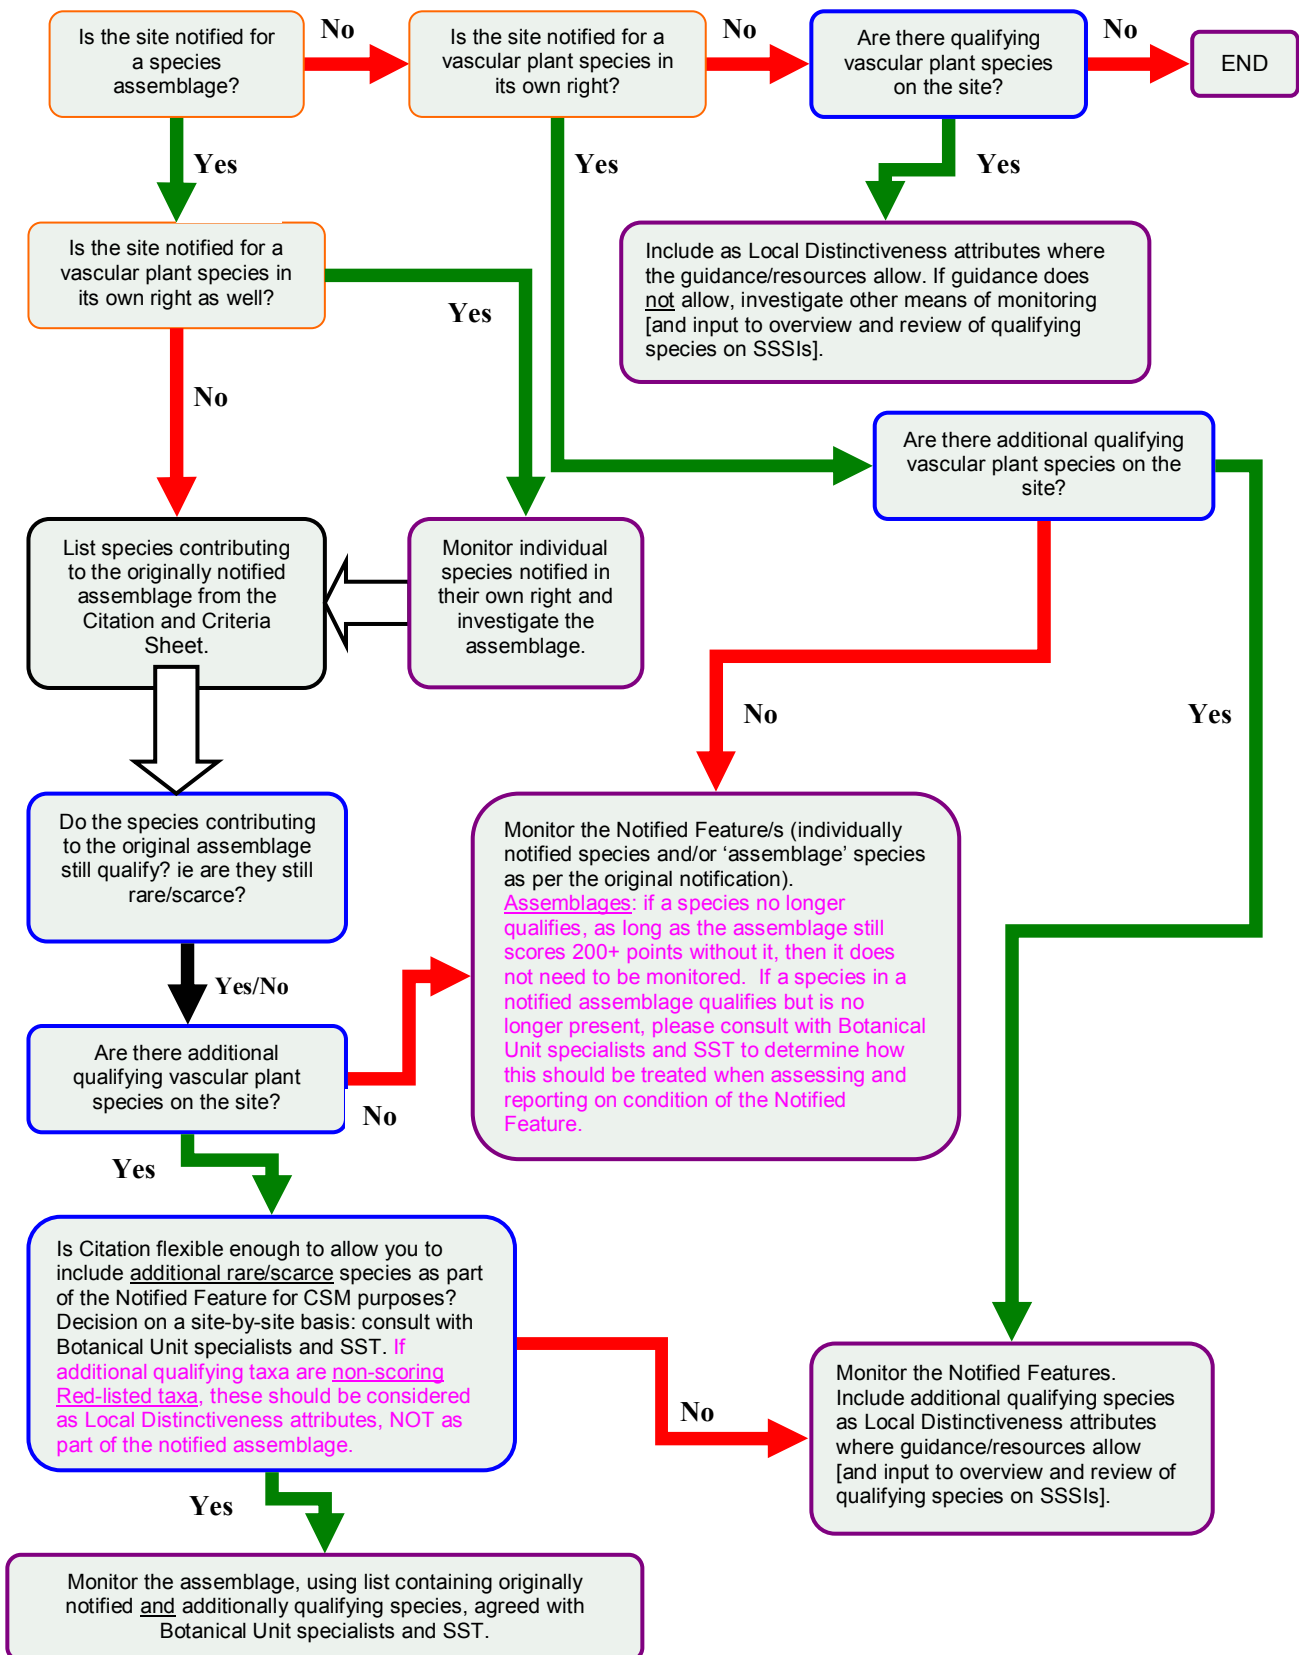 Is the site notified for
a species
assemblage?
No
Is the site notified for a
vascular plant species in
its own right?
No
Are there qualifying
vascular plant species
on the site?
No
END
Yes
Yes
Yes
Is the site notified for a
vascular plant species in
its own right as well?
Yes
No
Include as Local Distinctiveness attributes where
the guidance/resources allow. If guidance does
not allow, investigate other means of monitoring
[and input to overview and review of qualifying
species on SSSIs].
Are there additional qualifying
vascular plant species on the
site?
List species contributing
to the originally notified
assemblage from the
Citation and Criteria
Sheet.
Monitor individual
species notified in
their own right and
investigate the
assemblage.
No
Yes
Do the species contributing
to the original assemblage
still qualify? ie are they still
rare/scarce?
Yes/No
Monitor the Notified Feature/s (individually
notified species and/or ‘assemblage’ species
as per the original notification).
Assemblages: if a species no longer
qualifies, as long as the assemblage still
scores 200+ points without it, then it does
not need to be monitored.  If a species in a
notified assemblage qualifies but is no
longer present, please consult with Botanical
Unit specialists and SST to determine how
this should be treated when assessing and
reporting on condition of the Notified
Feature.
Are there additional
qualifying vascular plant
species on the site?
No
Yes
Is Citation flexible enough to allow you to
include additional rare/scarce species as part
of the Notified Feature for CSM purposes?
Decision on a site-by-site basis: consult with
Botanical Unit specialists and SST. If
additional qualifying taxa are non-scoring
Red-listed taxa, these should be considered
as Local Distinctiveness attributes, NOT as
part of the notified assemblage.
No
Monitor the Notified Features.
Include additional qualifying species
as Local Distinctiveness attributes
where guidance/resources allow
[and input to overview and review of
qualifying species on SSSIs].
Yes
Monitor the assemblage, using list containing originally
notified and additionally qualifying species, agreed with
Botanical Unit specialists and SST.